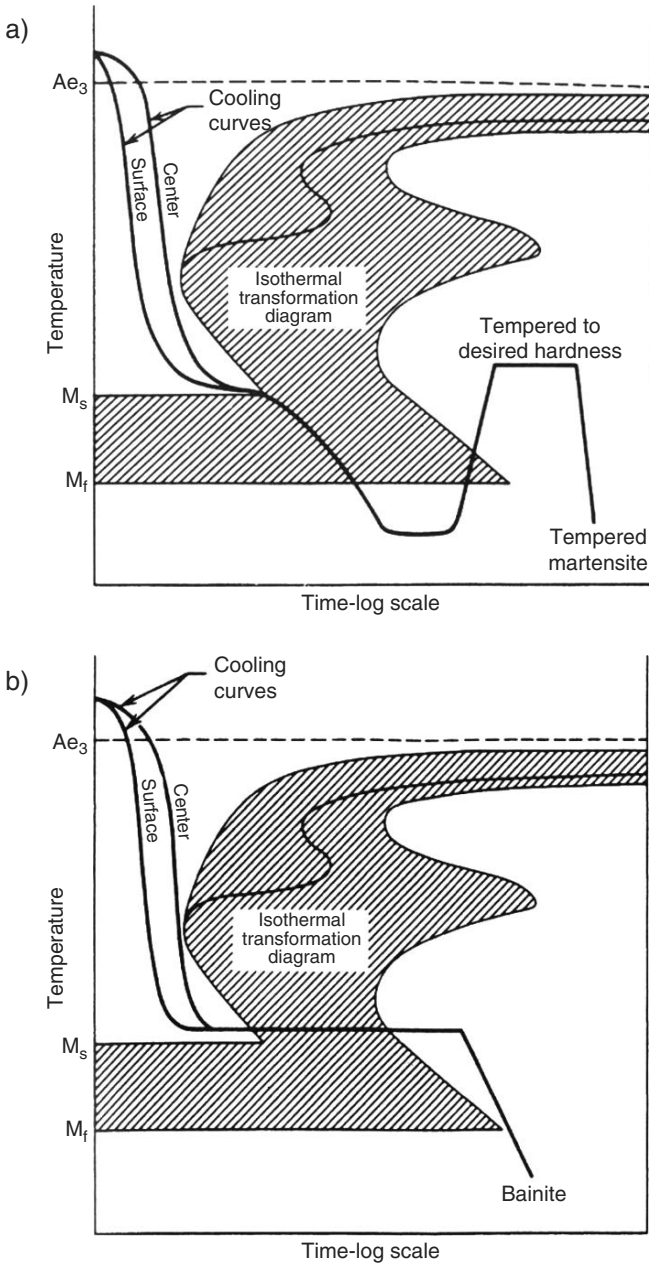 a)
Ae3
Cooling
curves
Surface
Center
Temperature
Isothermal
transformation
diagram
Tempered to
desired hardness
Ms
Mf
Tempered
martensite
Time-log scale
b)
Cooling
curves
Ae3
Surface
Center
Temperature
Isothermal
transformation
diagram
Ms
Mf
Bainite
Time-log scale